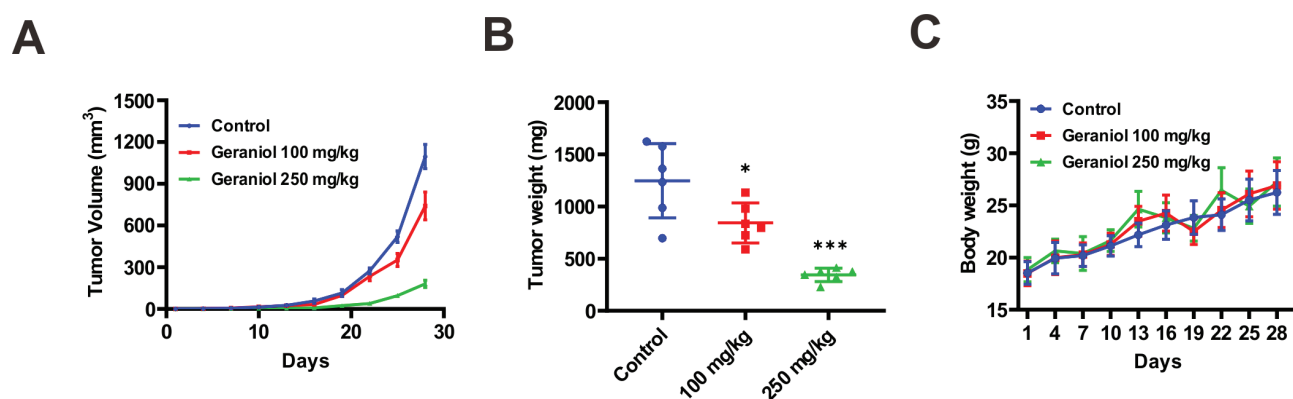 A
Tumor Volume (mm3)
1500
1200
900
600
300
0
Control
Geraniol 100 mg/kg
Geraniol 250 mg/kg
0 10 20 30
Days
B
Tumor weight (mg)
2000
1500
1000
500
0
*
***
Control
100 mg/kg
250 mg/kg
C
Body weight (g)
35
30
25
20
15
Control
Geraniol 100 mg/kg
Geraniol 250 mg/kg
1 4 7 10 13 16 19 22 25 28
Days